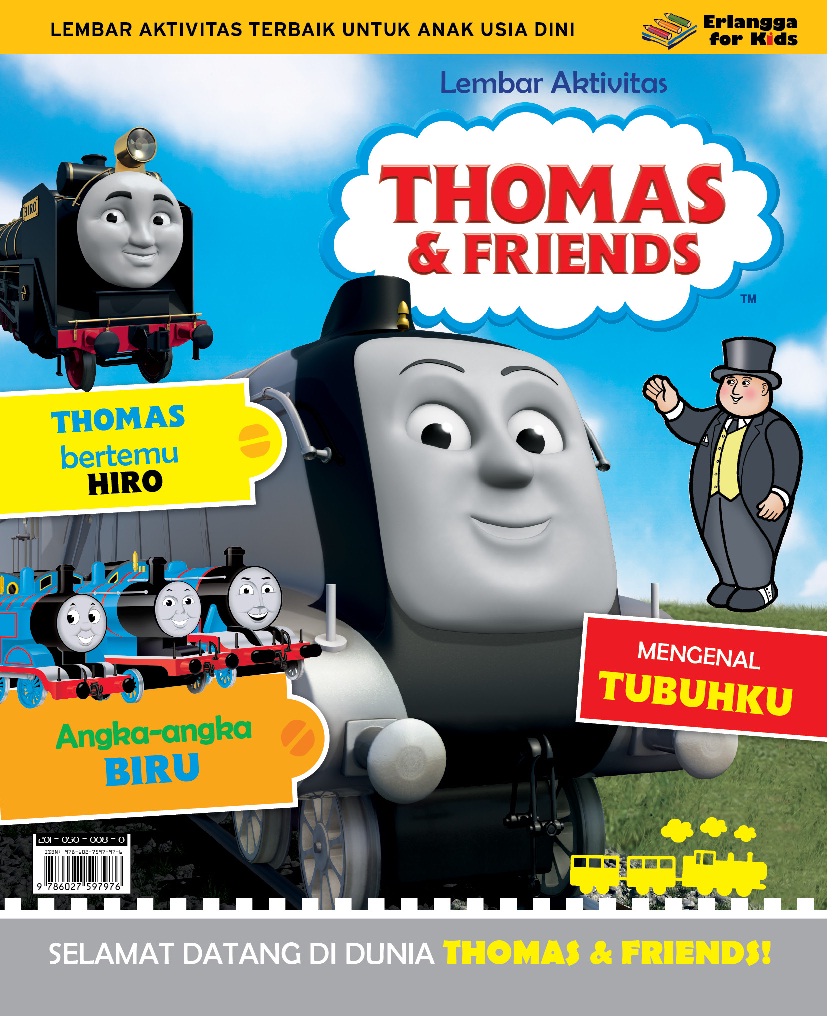 LEMBAR AKTIVITAS TERBAIK UNTUK ANAK USIA DINI
Erlangga
for Kids
Lembar Aktivitas
THOMAS
& FRIENDS
™
HIRO
THOMAS
bertemu
HIRO
MENGENAL
TUBUHKU
Angka-angka
BIRU
9 786027 597976
SELAMAT DATANG DI DUNIA THOMAS & FRIENDS!